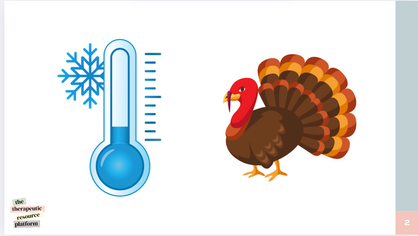 the
therapeutic
resource
platform
2